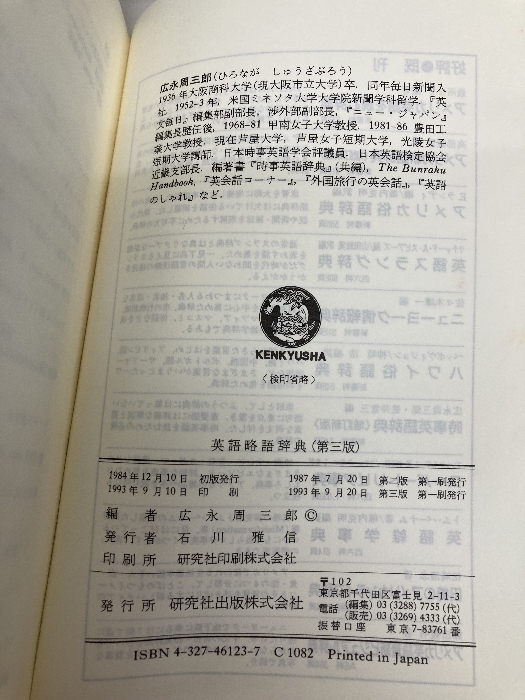 広永周三郎（ひろなが しゅうざぶろう）
1936年大阪商科大学(現大阪市立大学)卒. 同年毎日新聞入
社. 1952-3年, 米国ミネソタ大学大学院新聞学科留学. 『英
文毎日』編集部副部長, 渉外部副部長, 『ニュー・ジャパン』
編集長歴任後, 1968-81 甲南女子大学教授. 1981-86 豊田工
業大学教授. 現在芦屋大学, 芦屋女子短期大学, 光陵女子
短期大学講師. 日本時事英語学会評議員. 日本英語検定協会
近畿支部長. 編著書『時事英語辞典』(共編), The Bunraku
Handbook, 『英会話コーナー』, 『外国旅行の英会話』, 『英語
のしゃれ』など.
KENKYUSHA
〈検印省略〉
英語略語辞典(第三版)
1984年12月10日 初版発行 1987年7月20日 第二版 第一刷発行
1993年9月10日 印刷 1993年9月20日 第三版 第一刷発行
編者 広永周三郎©
発行者 石川雅信
印刷所 研究社印刷株式会社
発行所 研究社出版株式会社
〒102
東京都千代田区富士見2-11-3
電話 (編集) 03(3288)7755(代)
(販売) 03(3269)4333(代)
振替口座 東京7-83761番
ISBN 4-327-46123-7 C 1082 Printed in Japan